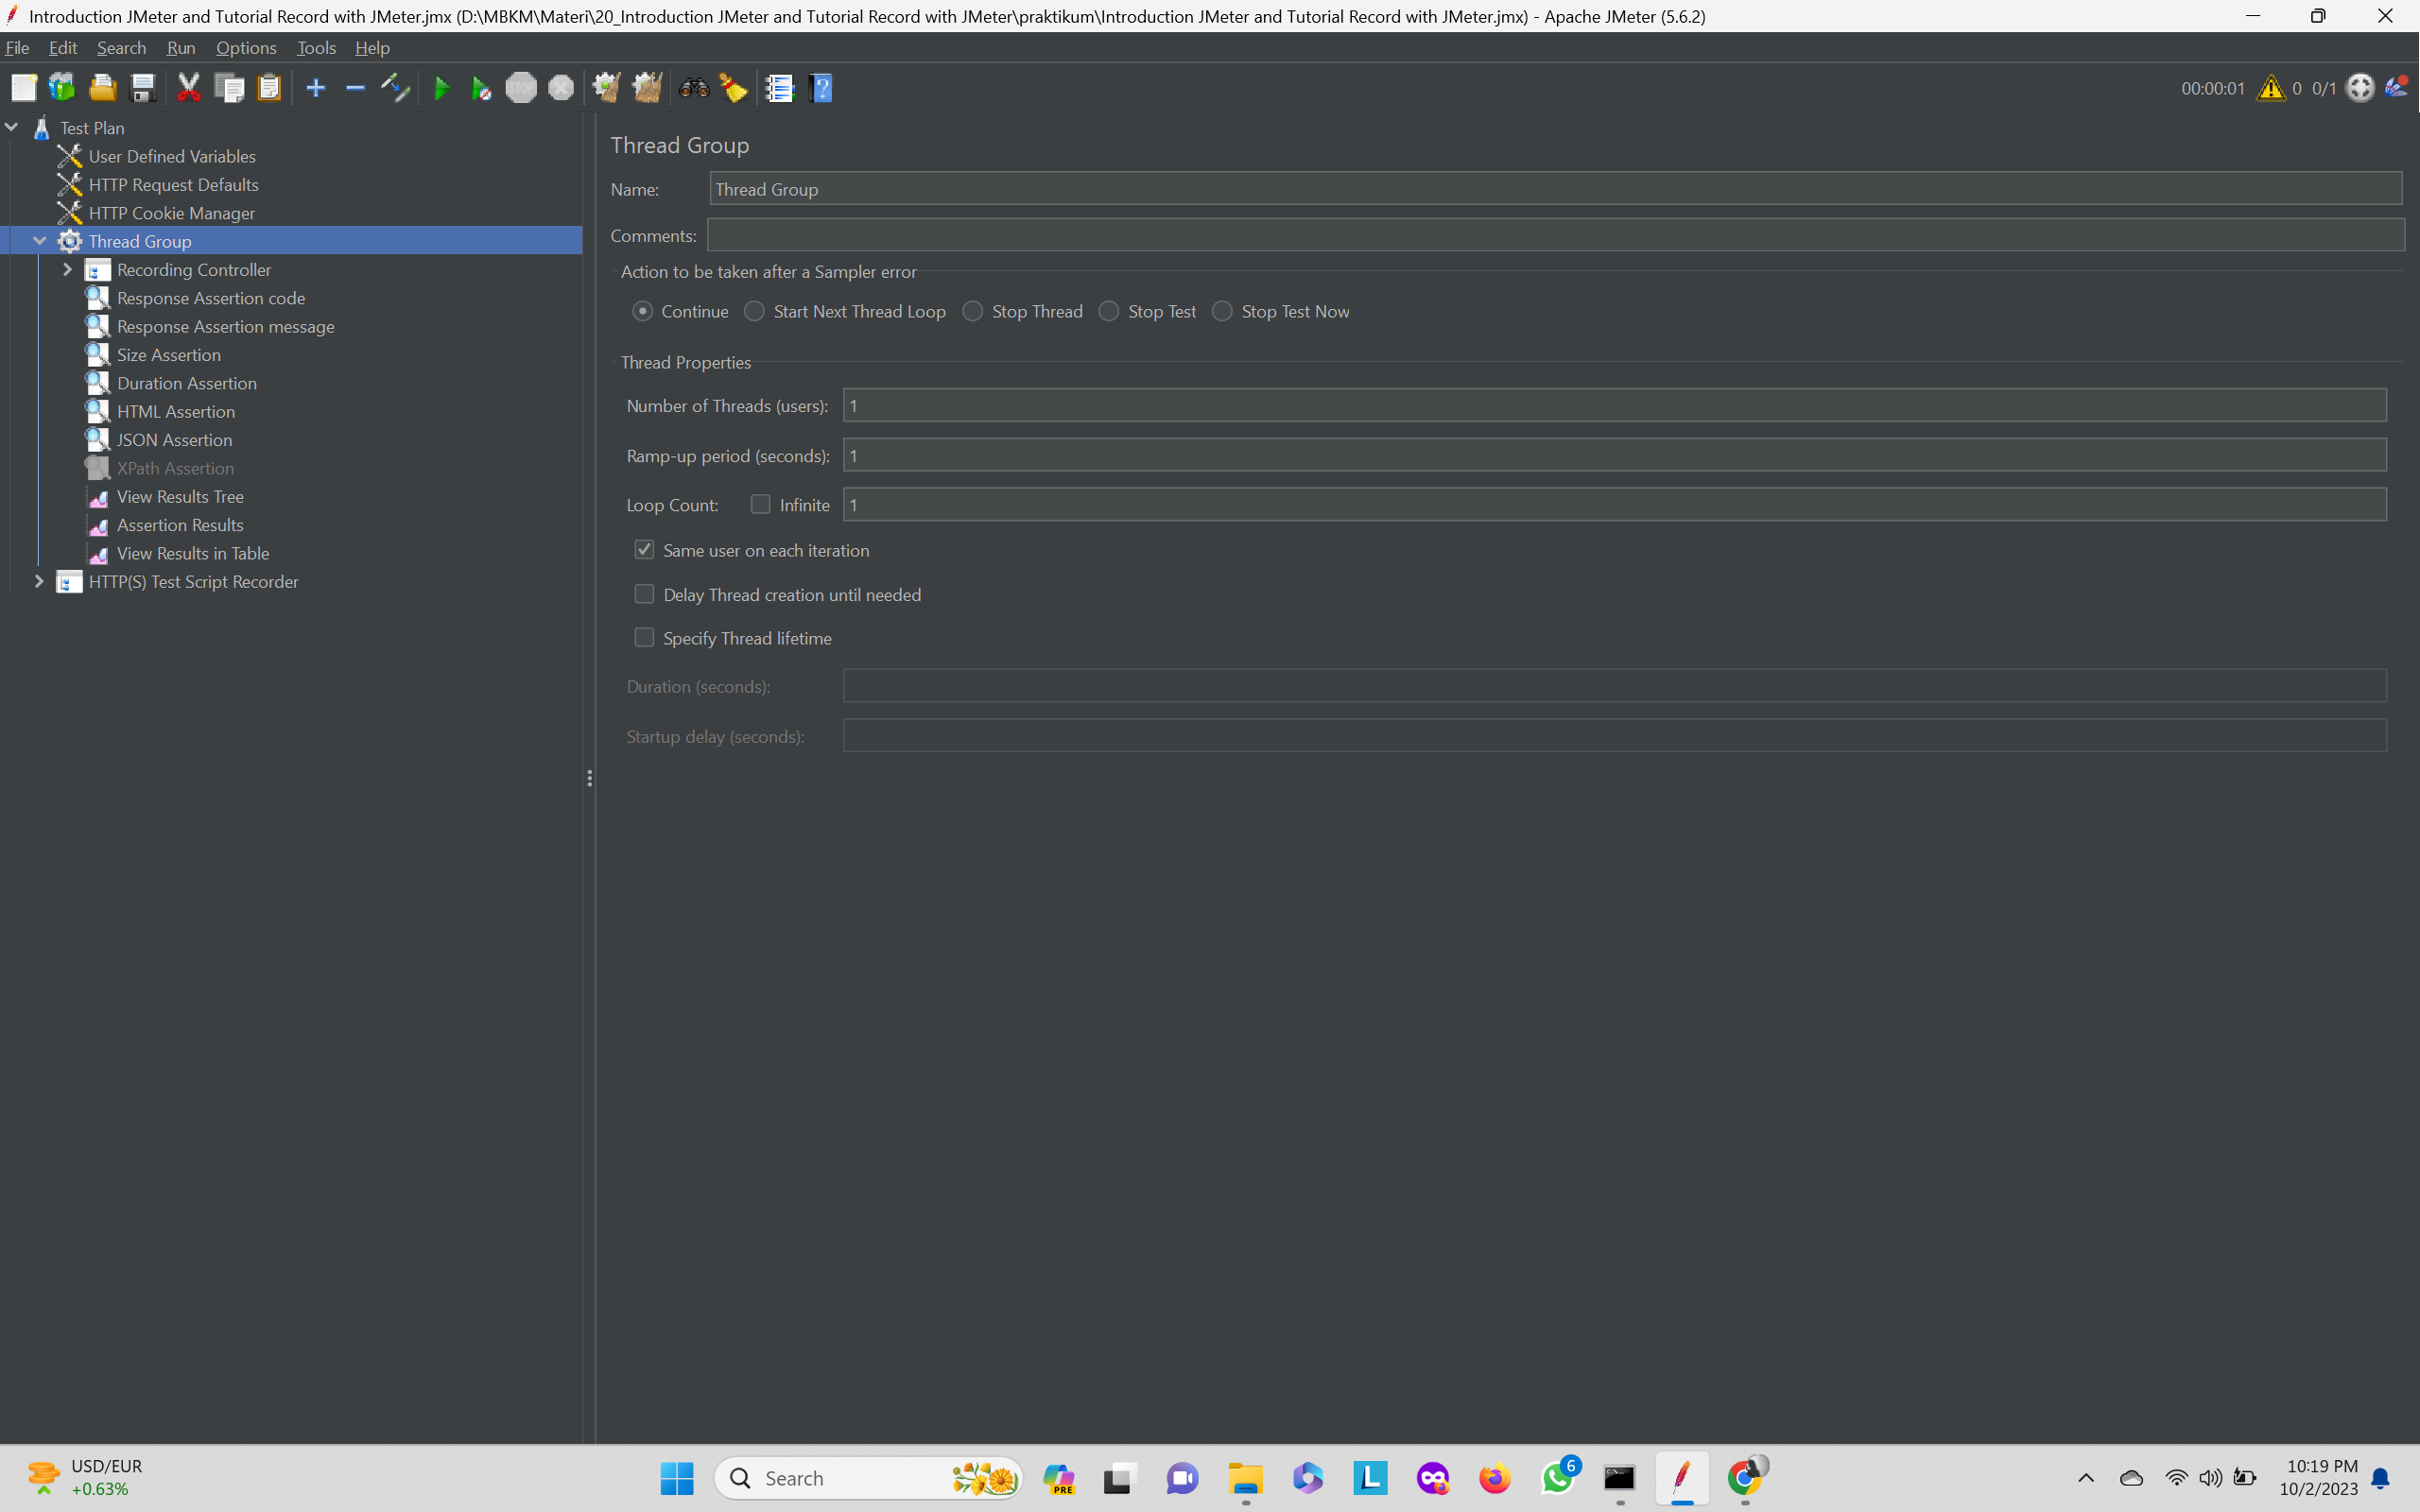 Introduction JMeter and Tutorial Record with JMeter.jmx (D:\MBKM\Materi\20_Introduction JMeter and Tutorial Record with JMeter\praktikum\Introduction JMeter and Tutorial Record with JMeter.jmx) - Apache JMeter (5.6.2)
File Edit Search Run Options Tools Help
STOP 00:00:01 0 0/1
Test Plan
User Defined Variables
HTTP Request Defaults
HTTP Cookie Manager
Thread Group
Recording Controller
Response Assertion code
Response Assertion message
Size Assertion
Duration Assertion
HTML Assertion
JSON Assertion
XPath Assertion
View Results Tree
Assertion Results
View Results in Table
HTTP(S) Test Script Recorder
Thread Group
Name: Thread Group
Comments:
Action to be taken after a Sampler error
Continue Start Next Thread Loop Stop Thread Stop Test Stop Test Now
Thread Properties
Number of Threads (users): 1
Ramp-up period (seconds): 1
Loop Count: Infinite 1
Same user on each iteration
Delay Thread creation until needed
Specify Thread lifetime
Duration (seconds):
Startup delay (seconds):
USD/EUR
+0.63%
Search
PRE
L
6
10:19 PM
10/2/2023